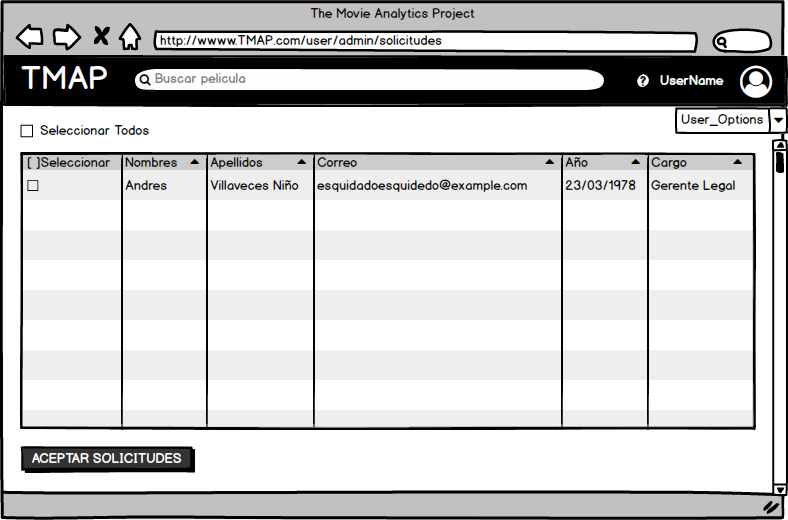 The Movie Analytics Project
http://wwww.TMAP.com/user/admin/solicitudes
TMAP
Buscar pelicula
? UserName
User_Options
Seleccionar Todos
[ ]Seleccionar Nombres Apellidos Correo Año Cargo
Andres Villaveces Niño esquidadoesquidedo@example.com 23/03/1978 Gerente Legal
ACEPTAR SOLICITUDES